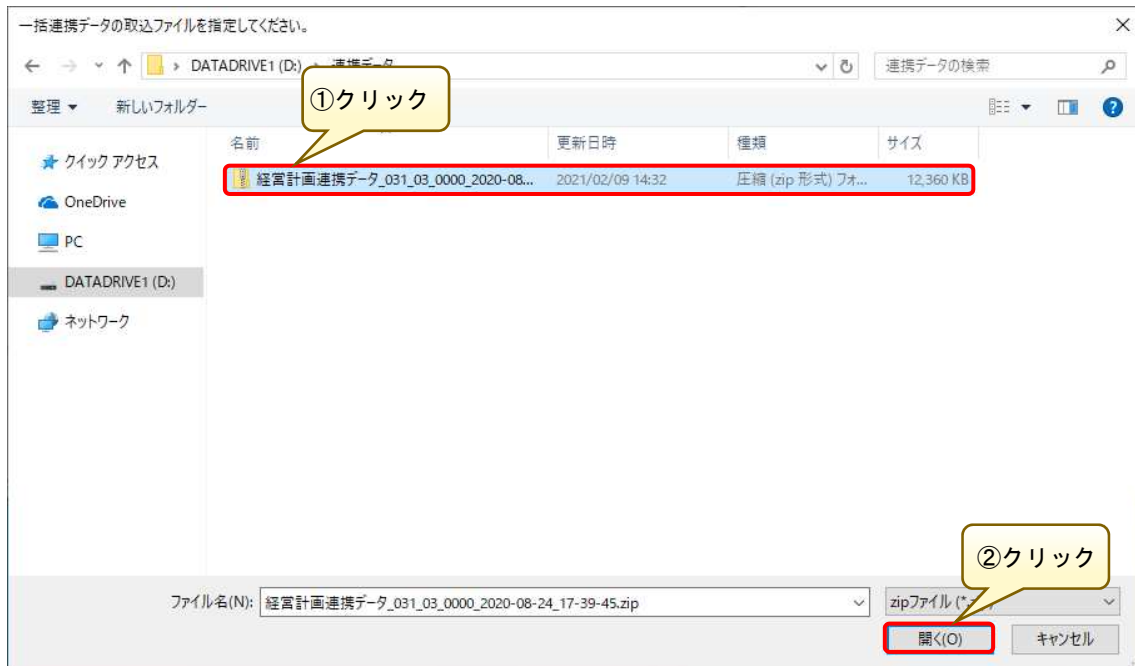 一括連携データの取込ファイルを指定してください。
DATADRIVE1 (D:) › 連携データ
連携データの検索
整理 新しいフォルダー
①クリック
名前 更新日時 種類 サイズ
経営計画連携データ_031_03_0000_2020-08... 2021/02/09 14:32 圧縮 (zip 形式) フォ... 12,360 KB
クイック アクセス
OneDrive
PC
DATADRIVE1 (D:)
ネットワーク
②クリック
ファイル名(N): 経営計画連携データ_031_03_0000_2020-08-24_17-39-45.zip zipファイル (*.
開く(O) キャンセル